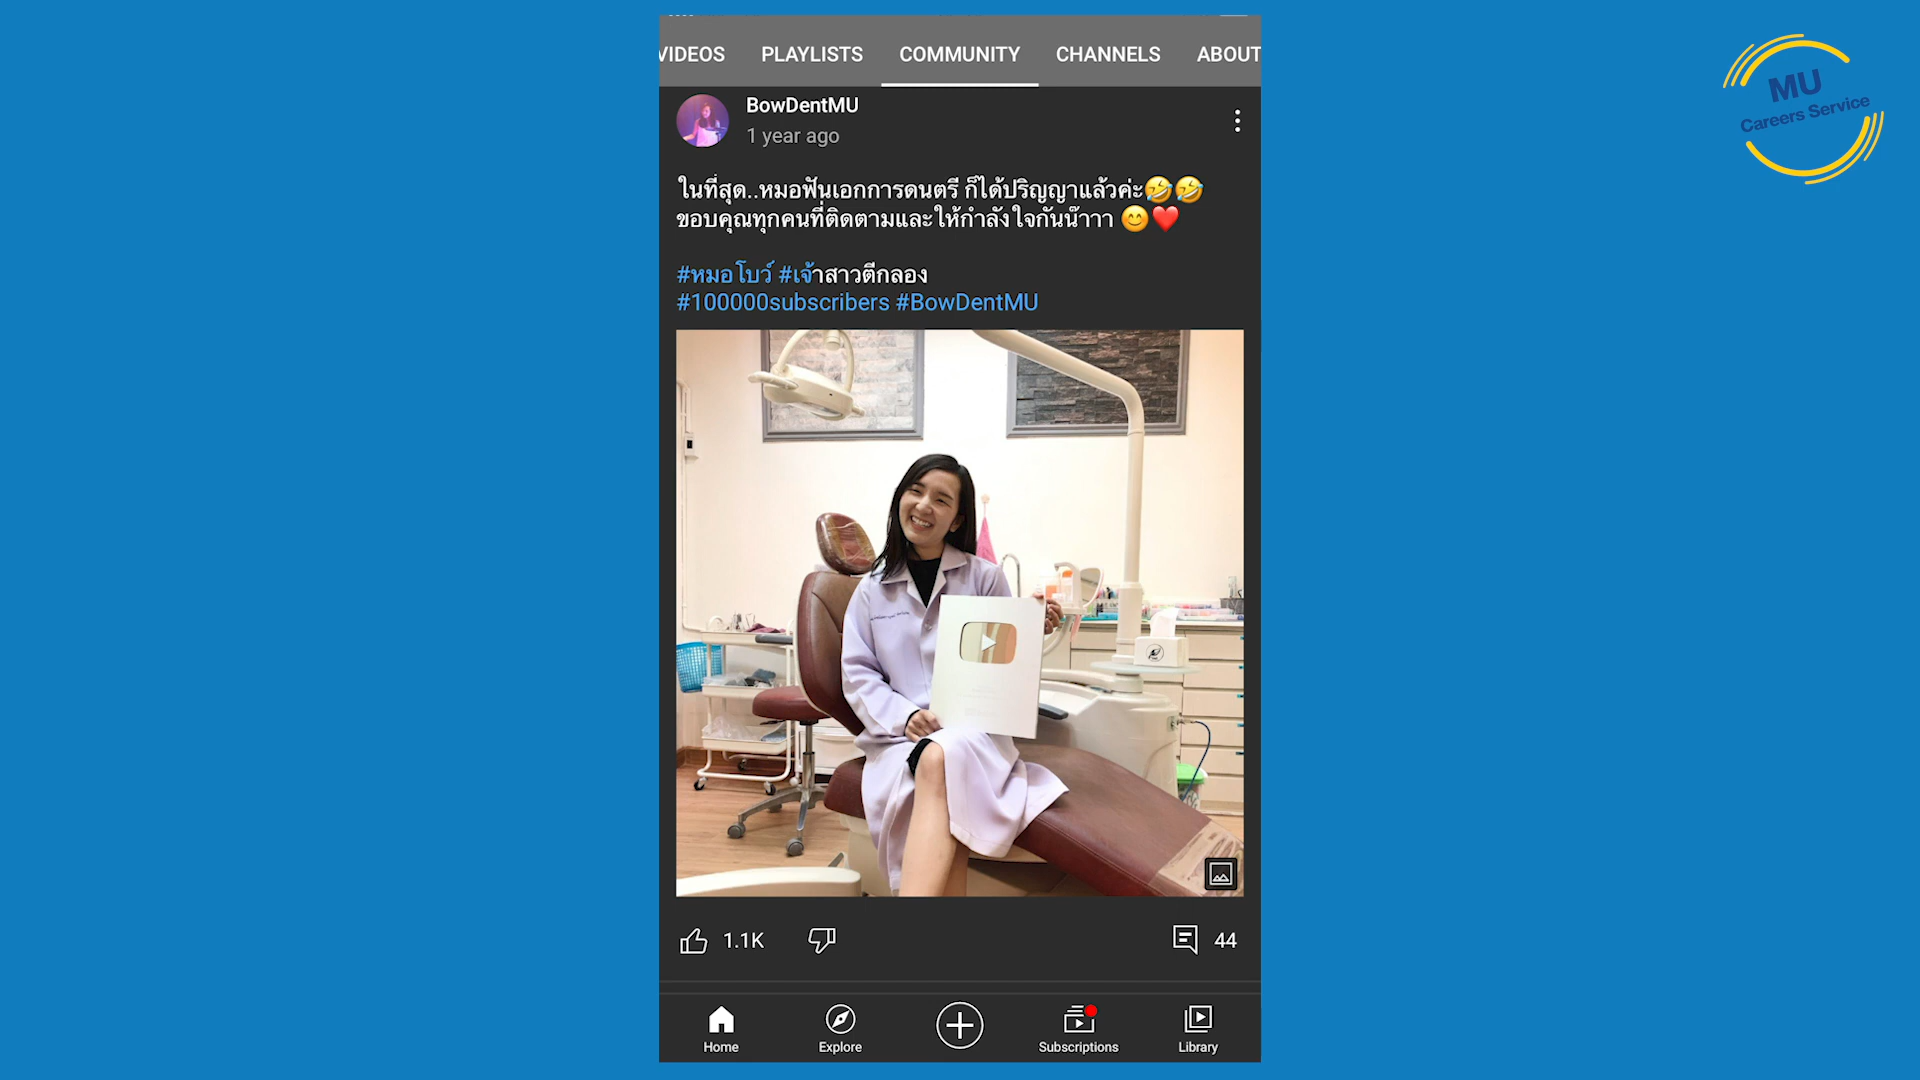 VIDEOS PLAYLISTS COMMUNITY CHANNELS ABOUT
MU
Careers Service
BowDentMU
1 year ago
ในที่สุด..หมอฟันเอกการดนตรี ก็ได้ปริญญาแล้วค่ะ🤣🤣
ขอบคุณทุกคนที่ติดตามและให้กำลังใจกันน๊าาา 😊❤️
#หมอโบว์ #เจ้าสาวตีกลอง
#100000subscribers #BowDentMU
1.1K
44
Home Explore Subscriptions Library